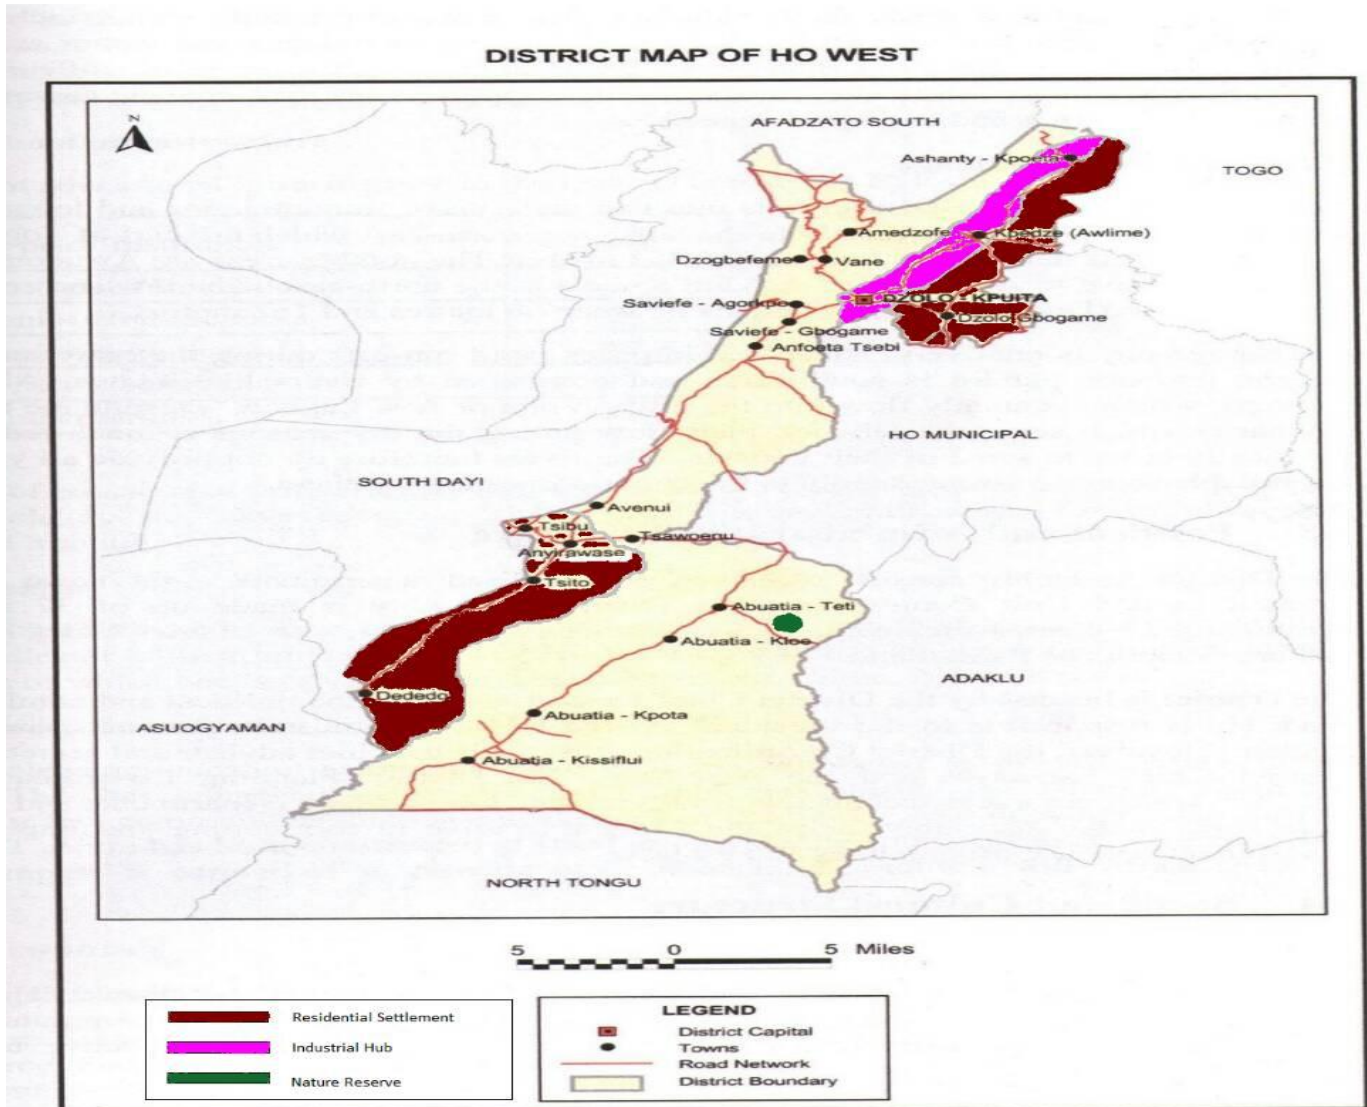 DISTRICT MAP OF HO WEST
N
AFADZATO SOUTH
Ashanty - Kpoeta
TOGO
Amedzofe
Kpedze (Awlime)
Dzogbefeme
Vane
Saviefe - Agorkpo
DZOLO - KPUITA
Dzolo Gbogame
Saviefe - Gbogame
Anfoeta Tsebi
HO MUNICIPAL
SOUTH DAYI
Avenui
Tsibu
Tsawoenu
Anyirawase
Tsito
Abuatia - Teti
Abuatia - Kloe
ADAKLU
Dededo
ASUOGYAMAN
Abuatia - Kpota
Abuatia - Kissiflui
NORTH TONGU
5 0 5 Miles
Residential Settlement
Industrial Hub
Nature Reserve
LEGEND
District Capital
Towns
Road Network
District Boundary